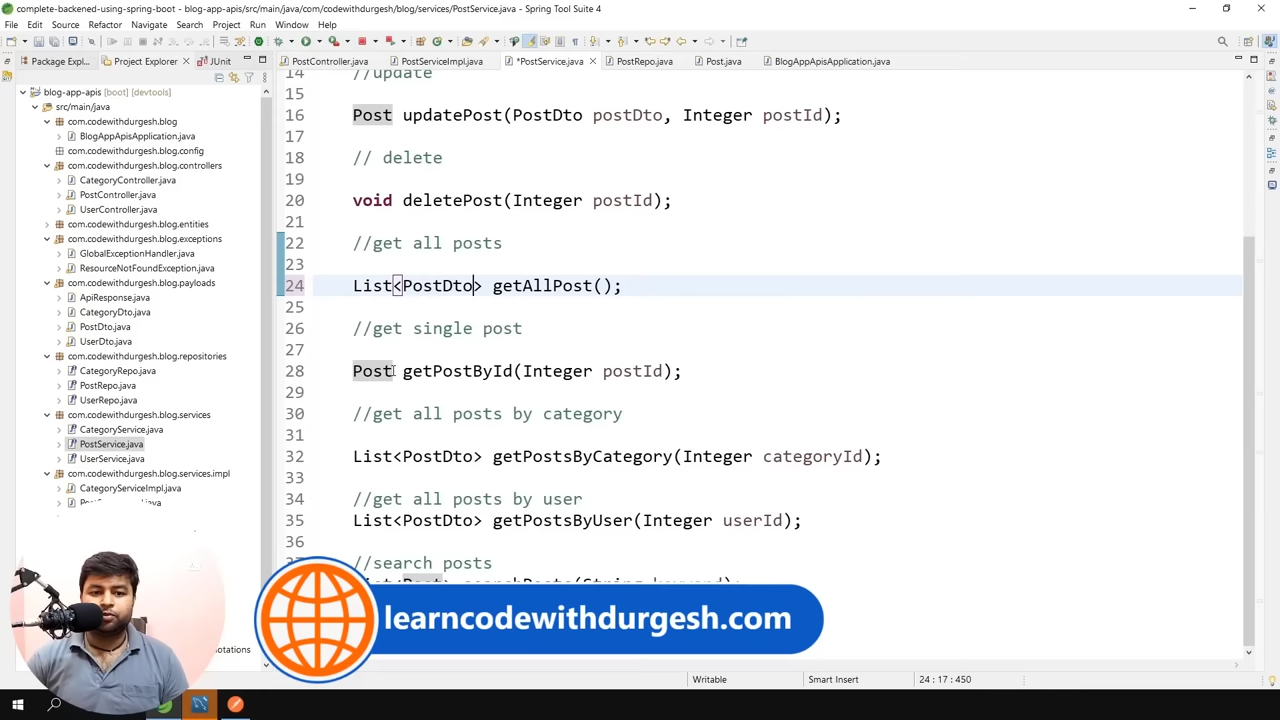 complete-backened-using-spring-boot - blog-app-apis/src/main/java/com/codewithdurgesh/blog/services/PostService.java - Spring Tool Suite 4
File Edit Source Refactor Navigate Search Project Run Window Help
Package Expl... Project Explorer JUnit
PostController.java PostServiceImpl.java *PostService.java PostRepo.java Post.java BlogAppApisApplication.java
blog-app-apis [boot] [devtools]
src/main/java
com.codewithdurgesh.blog
BlogAppApisApplication.java
com.codewithdurgesh.blog.config
com.codewithdurgesh.blog.controllers
CategoryController.java
PostController.java
UserController.java
com.codewithdurgesh.blog.entities
com.codewithdurgesh.blog.exceptions
GlobalExceptionHandler.java
ResourceNotFoundException.java
com.codewithdurgesh.blog.payloads
ApiResponse.java
CategoryDto.java
PostDto.java
UserDto.java
com.codewithdurgesh.blog.repositories
CategoryRepo.java
PostRepo.java
UserRepo.java
com.codewithdurgesh.blog.services
CategoryService.java
PostService.java
UserService.java
com.codewithdurgesh.blog.services.impl
CategoryServiceImpl.java
14 //update
15
16 Post updatePost(PostDto postDto, Integer postId);
17
18 // delete
19
20 void deletePost(Integer postId);
21
22 //get all posts
23
24 List<PostDto> getAllPost();
25
26 //get single post
27
28 Post getPostById(Integer postId);
29
30 //get all posts by category
31
32 List<PostDto> getPostsByCategory(Integer categoryId);
33
34 //get all posts by user
35 List<PostDto> getPostsByUser(Integer userId);
36
//search posts
learncodewithdurgesh.com
Writable Smart Insert 24 : 17 : 450